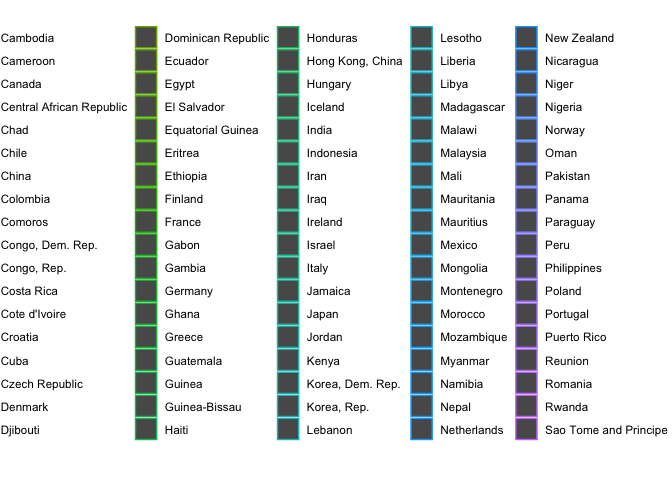 Cambodia
Cameroon
Canada
Central African Republic
Chad
Chile
China
Colombia
Comoros
Congo, Dem. Rep.
Congo, Rep.
Costa Rica
Cote d'Ivoire
Croatia
Cuba
Czech Republic
Denmark
Djibouti
Dominican Republic
Ecuador
Egypt
El Salvador
Equatorial Guinea
Eritrea
Ethiopia
Finland
France
Gabon
Gambia
Germany
Ghana
Greece
Guatemala
Guinea
Guinea-Bissau
Haiti
Honduras
Hong Kong, China
Hungary
Iceland
India
Indonesia
Iran
Iraq
Ireland
Israel
Italy
Jamaica
Japan
Jordan
Kenya
Korea, Dem. Rep.
Korea, Rep.
Lebanon
Lesotho
Liberia
Libya
Madagascar
Malawi
Malaysia
Mali
Mauritania
Mauritius
Mexico
Mongolia
Montenegro
Morocco
Mozambique
Myanmar
Namibia
Nepal
Netherlands
New Zealand
Nicaragua
Niger
Nigeria
Norway
Oman
Pakistan
Panama
Paraguay
Peru
Philippines
Poland
Portugal
Puerto Rico
Reunion
Romania
Rwanda
Sao Tome and Principe